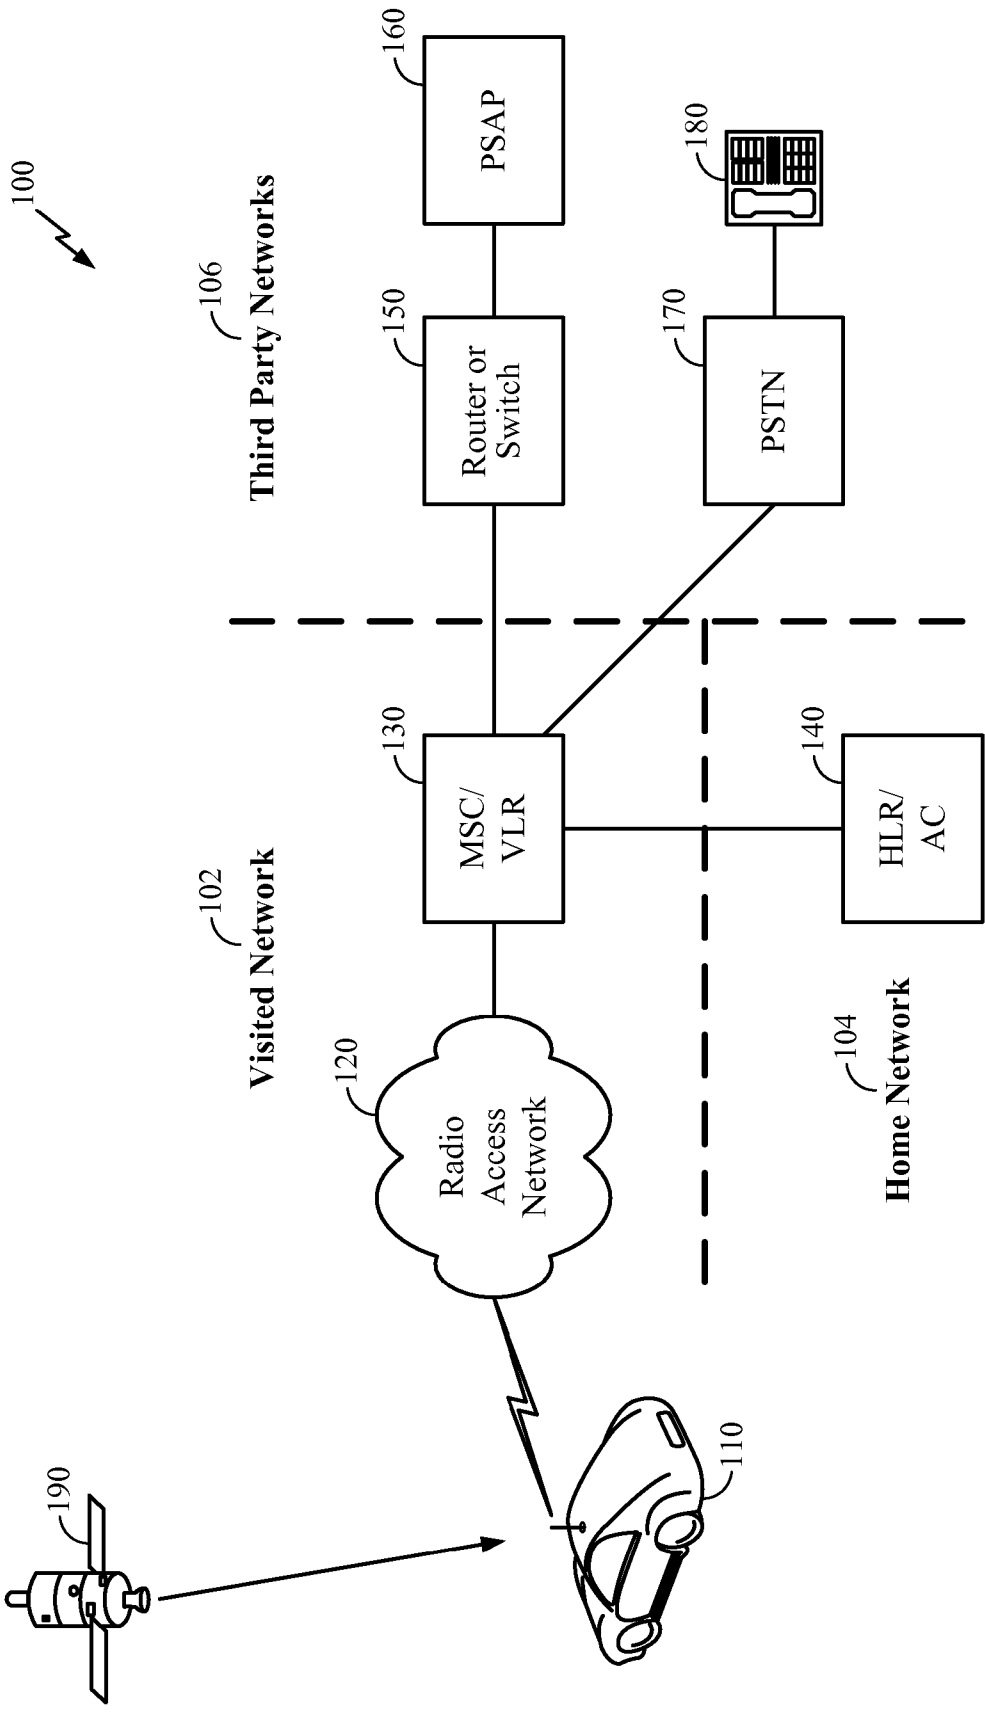 100
Visited Network
102
Third Party Networks
106
190
120
Radio
Access
Network
130
MSC/
VLR
150
Router or
Switch
160
PSAP
110
170
PSTN
180
Home Network
104
140
HLR/
AC